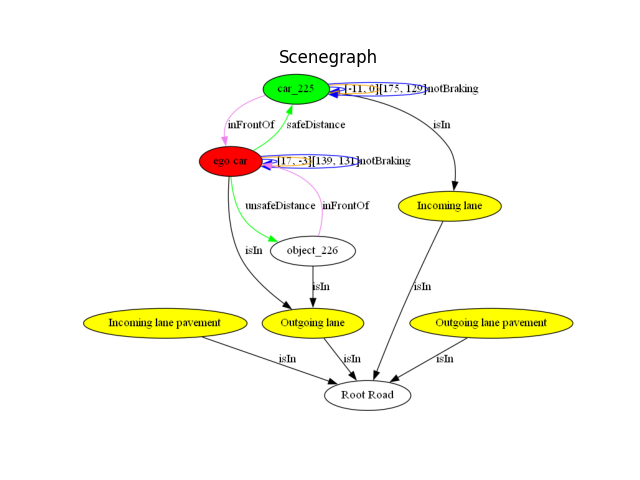 Scenegraph
car_225
[-11, 0]
[175, 129]
notBraking
inFrontOf
safeDistance
isIn
ego car
[17, -3]
[139, 131]
notBraking
unsafeDistance
inFrontOf
Incoming lane
isIn
object_226
isIn
isIn
Incoming lane pavement
Outgoing lane
Outgoing lane pavement
isIn
isIn
isIn
Root Road